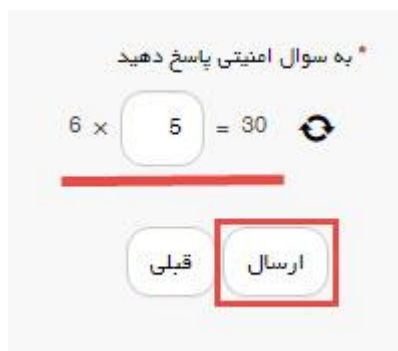 * به سوال امنیتی پاسخ دهید
6 × 5 = 30
ارسال
قبلی